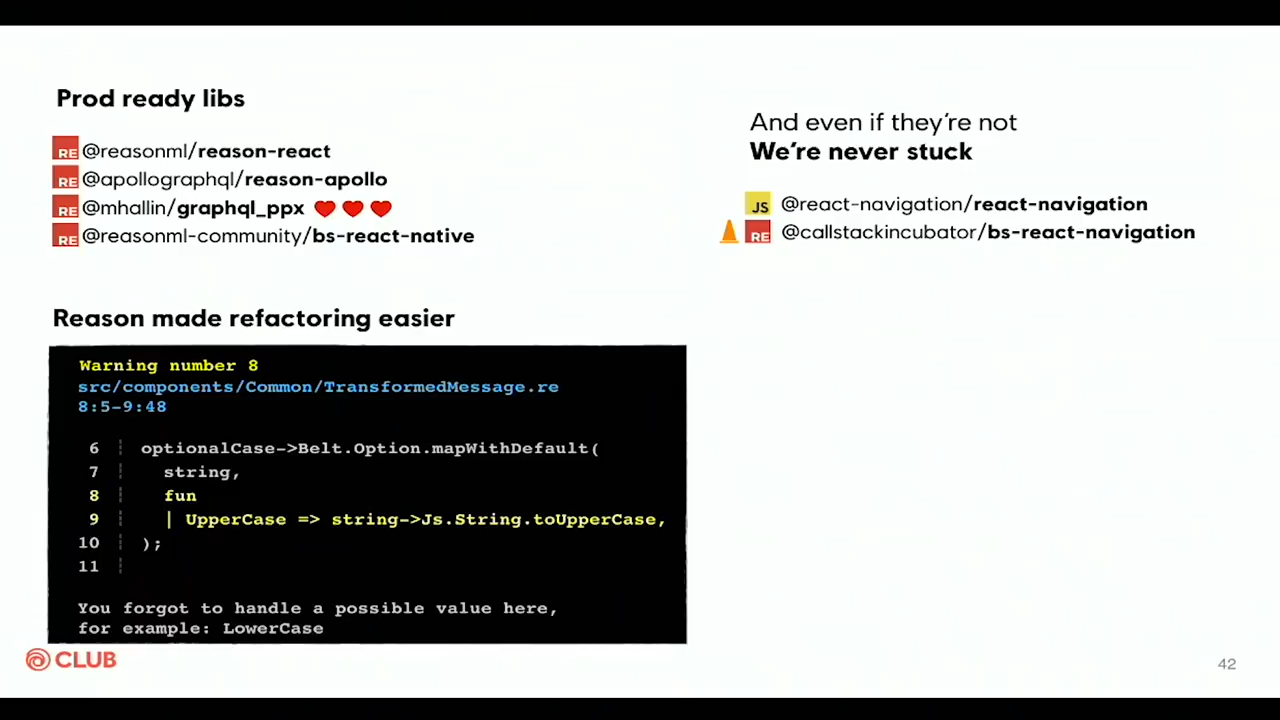 Prod ready libs
RE @reasonml/reason-react
RE @apollographql/reason-apollo
RE @mhallin/graphql_ppx
RE @reasonml-community/bs-react-native
And even if they're not
We're never stuck
JS @react-navigation/react-navigation
RE @callstackincubator/bs-react-navigation
Reason made refactoring easier
Warning number 8
src/components/Common/TransformedMessage.re
8:5-9:48
6 ┆ optionalCase->Belt.Option.mapWithDefault(
7 ┆ string,
8 ┆ fun
9 ┆ | UpperCase => string->Js.String.toUpperCase,
10 ┆ );
11 ┆
You forgot to handle a possible value here,
for example: LowerCase
CLUB
42